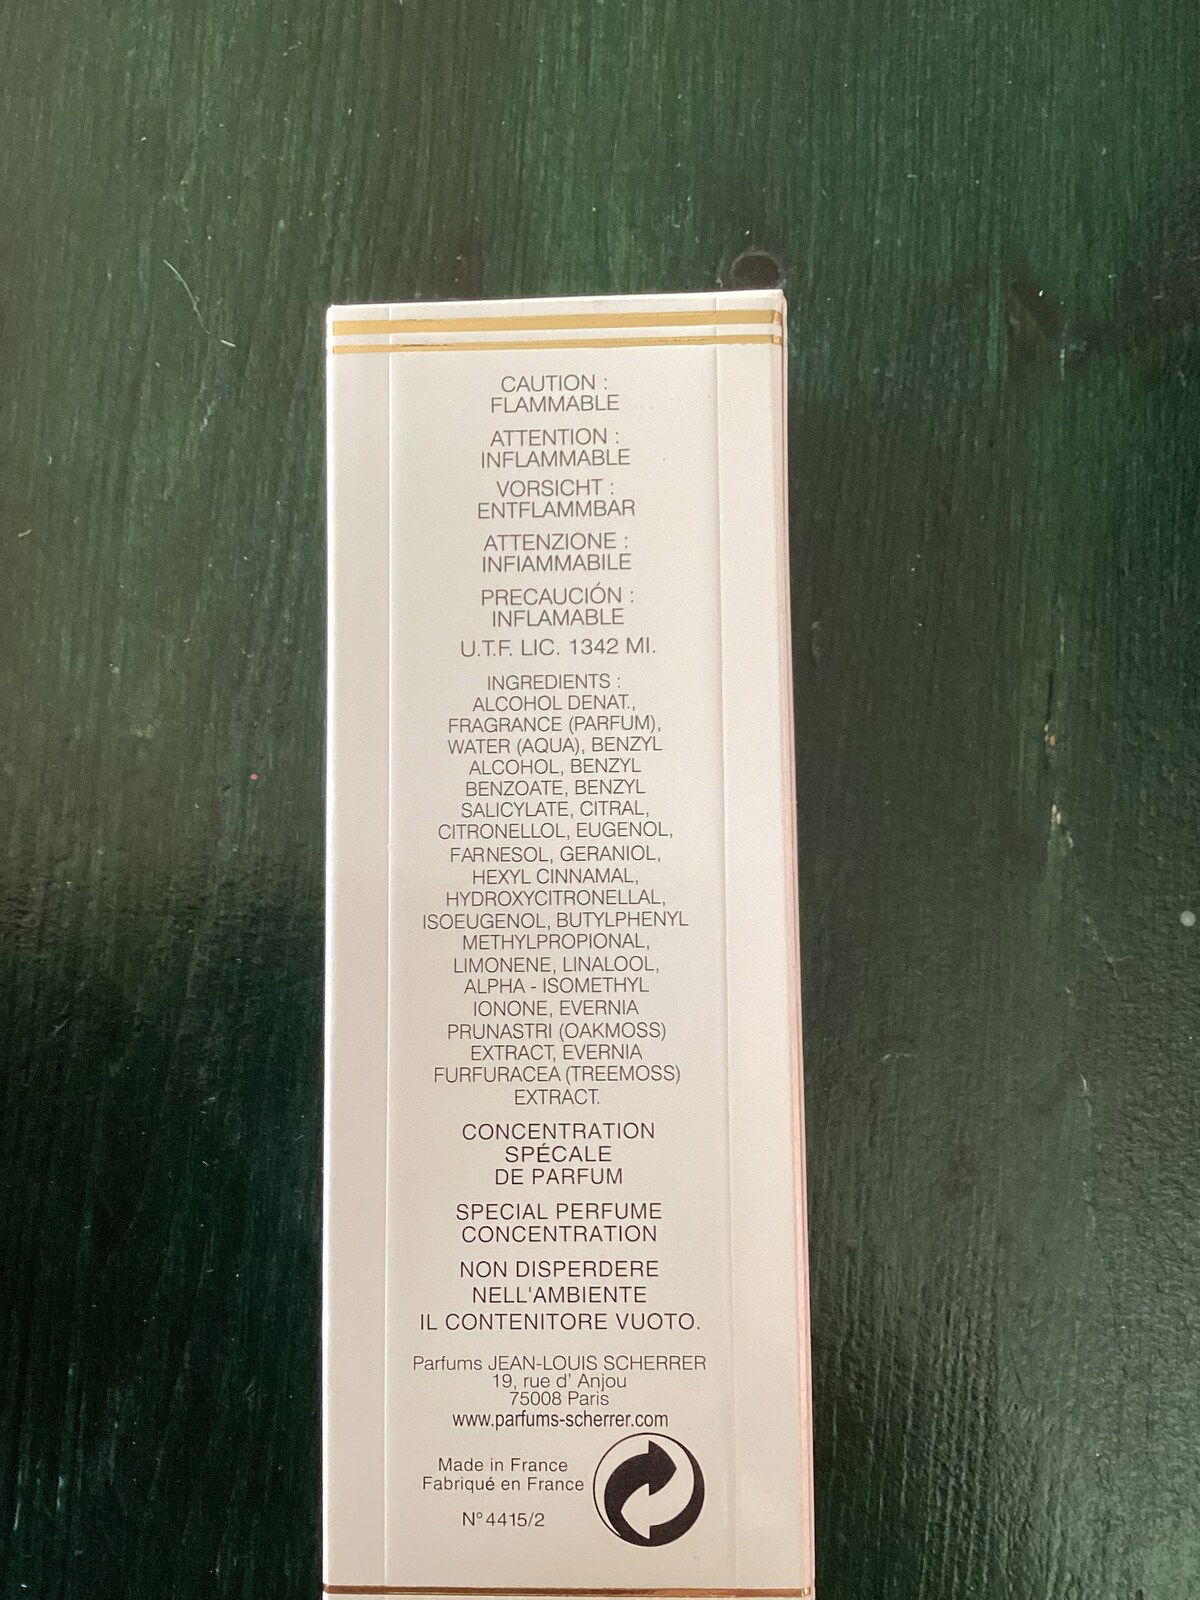 CAUTION :
FLAMMABLE
ATTENTION :
INFLAMMABLE
VORSICHT :
ENTFLAMMBAR
ATTENZIONE :
INFIAMMABILE
PRECAUCIÓN :
INFLAMABLE
U.T.F. LIC. 1342 MI.
INGREDIENTS :
ALCOHOL DENAT.,
FRAGRANCE (PARFUM),
WATER (AQUA), BENZYL
ALCOHOL, BENZYL
BENZOATE, BENZYL
SALICYLATE, CITRAL,
CITRONELLOL, EUGENOL,
FARNESOL, GERANIOL,
HEXYL CINNAMAL,
HYDROXYCITRONELLAL,
ISOEUGENOL, BUTYLPHENYL
METHYLPROPIONAL,
LIMONENE, LINALOOL,
ALPHA - ISOMETHYL
IONONE, EVERNIA
PRUNASTRI (OAKMOSS)
EXTRACT, EVERNIA
FURFURACEA (TREEMOSS)
EXTRACT.
CONCENTRATION
SPÉCALE
DE PARFUM
SPECIAL PERFUME
CONCENTRATION
NON DISPERDERE
NELL'AMBIENTE
IL CONTENITORE VUOTO.
Parfums JEAN-LOUIS SCHERRER
19, rue d' Anjou
75008 Paris
www.parfums-scherrer.com
Made in France
Fabriqué en France
N° 4415/2